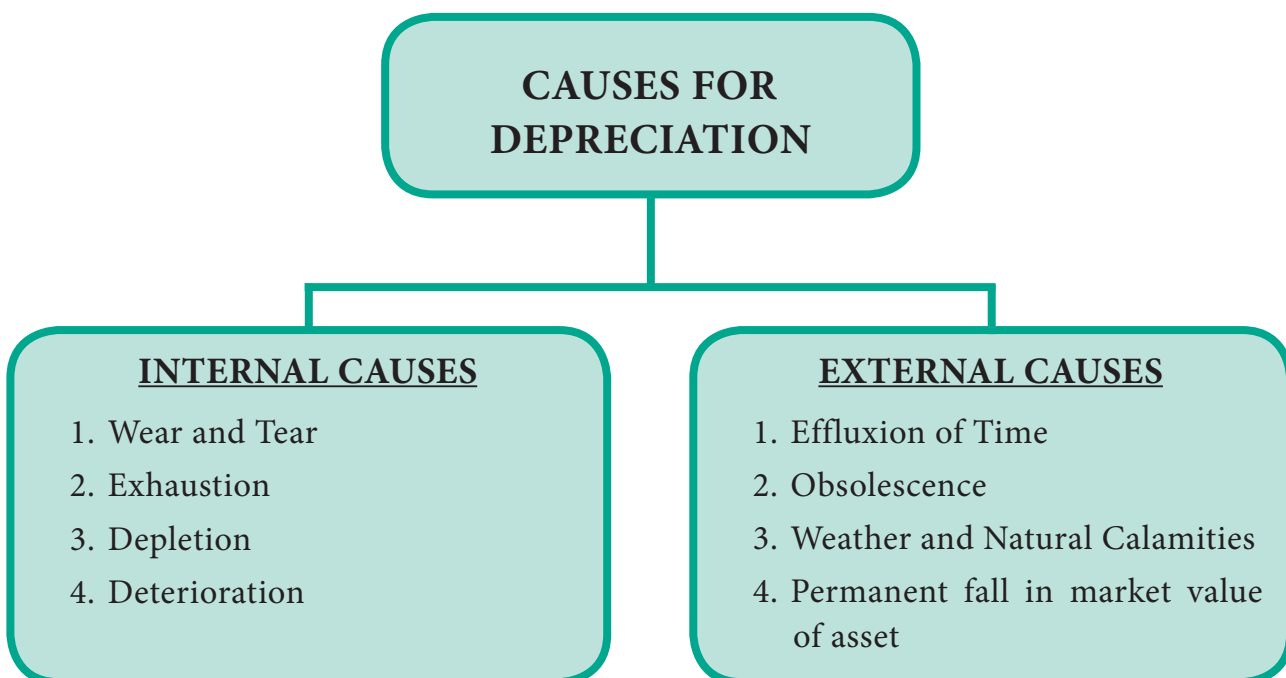 CAUSES FOR
DEPRECIATION
INTERNAL CAUSES
1. Wear and Tear
2. Exhaustion
3. Depletion
4. Deterioration
EXTERNAL CAUSES
1. Effluxion of Time
2. Obsolescence
3. Weather and Natural Calamities
4. Permanent fall in market value
of asset